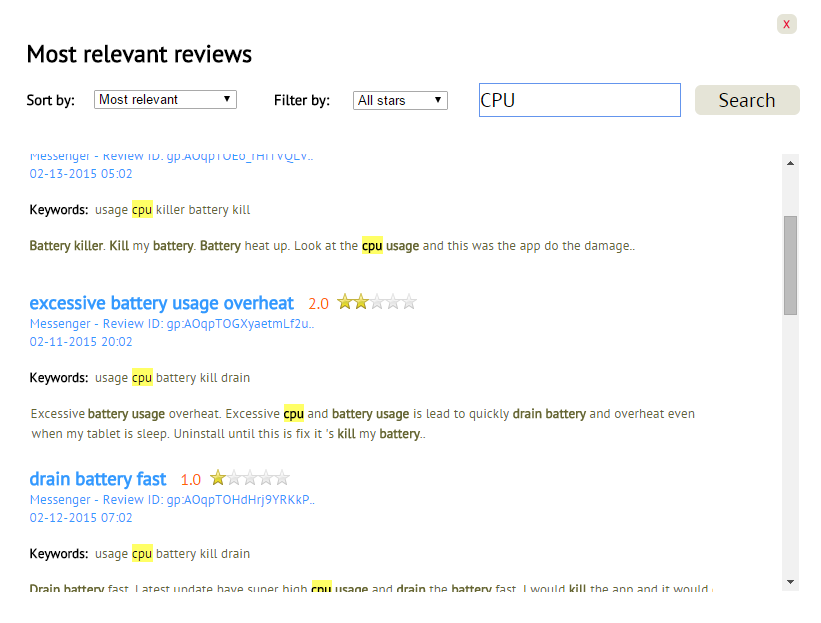 X
Most relevant reviews
Sort by: Most relevant Filter by: All stars CPU Search
Messenger - Review ID:
02-13-2015 05:02
Keywords: usage cpu killer battery kill
Battery killer. Kill my battery. Battery heat up. Look at the cpu usage and this was the app do the damage..
excessive battery usage overheat 2.0
Messenger - Review ID: gp:AOqpTOGXyaetmLf2u..
02-11-2015 20:02
Keywords: usage cpu battery kill drain
Excessive battery usage overheat. Excessive cpu and battery usage is lead to quickly drain battery and overheat even
when my tablet is sleep. Uninstall until this is fix it 's kill my battery..
drain battery fast 1.0
Messenger - Review ID: gp:AOqpTOHdHrj9YRKkP..
02-12-2015 07:02
Keywords: usage cpu battery kill drain
Drain battery fast. Latest update have super high cpu usage and drain the battery fast. I would kill the app and it would